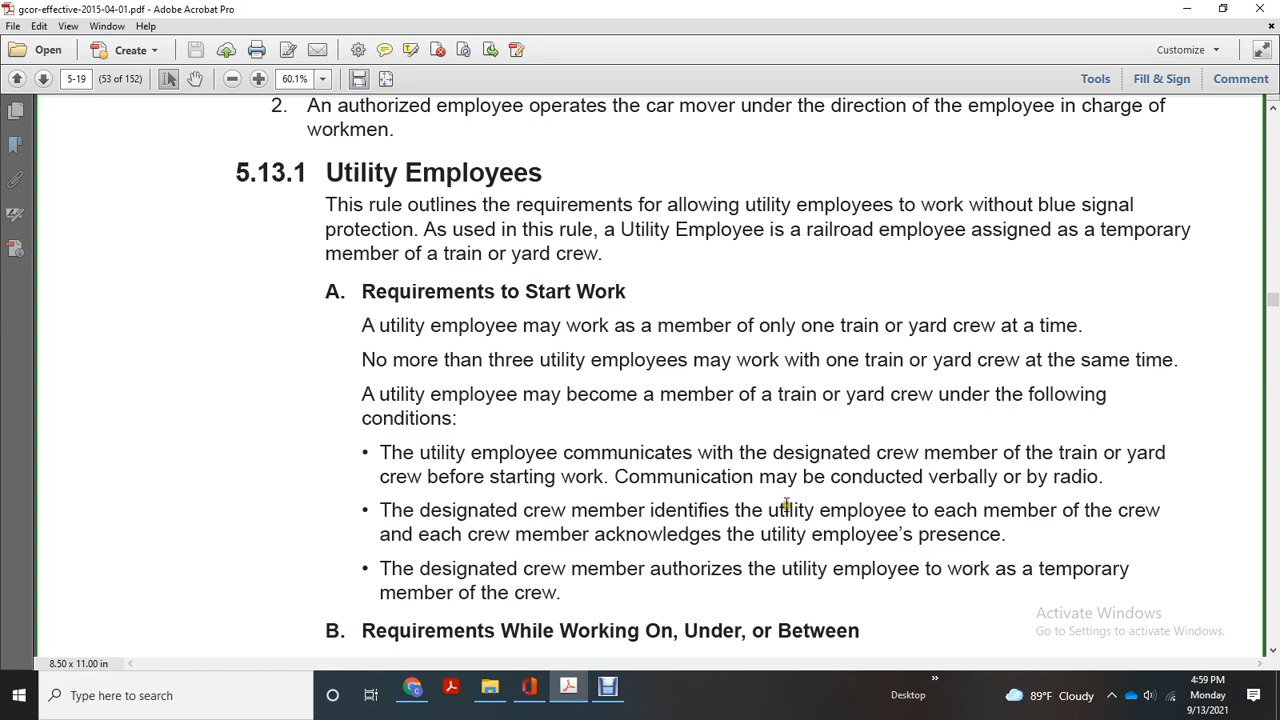 gcor-effective-2015-04-01.pdf - Adobe Acrobat Pro
File Edit View Window Help
Open Create Customize
5-19 (53 of 152) 60.1% Tools Fill & Sign Comment
2. An authorized employee operates the car mover under the direction of the employee in charge of
workmen.
5.13.1 Utility Employees
This rule outlines the requirements for allowing utility employees to work without blue signal
protection. As used in this rule, a Utility Employee is a railroad employee assigned as a temporary
member of a train or yard crew.
A. Requirements to Start Work
A utility employee may work as a member of only one train or yard crew at a time.
No more than three utility employees may work with one train or yard crew at the same time.
A utility employee may become a member of a train or yard crew under the following
conditions:
• The utility employee communicates with the designated crew member of the train or yard
crew before starting work. Communication may be conducted verbally or by radio.
• The designated crew member identifies the utility employee to each member of the crew
and each crew member acknowledges the utility employee's presence.
• The designated crew member authorizes the utility employee to work as a temporary
member of the crew.
B. Requirements While Working On, Under, or Between
Activate Windows
Go to Settings to activate Windows.
8.50 x 11.00 in
Type here to search
Desktop
»
89°F Cloudy
4:59 PM
Monday
9/13/2021